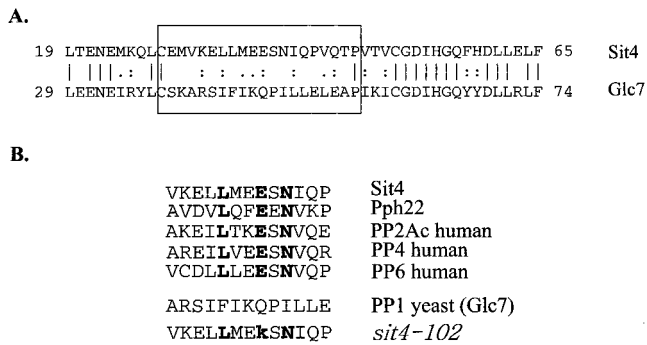 A.
19 LTENEMKQLCEMVKELLMEESNIQPVQTPVTVCGDIHGQFHDLLELF 65 Sit4
29 LEENEIRYLCSKARSIFIKQPILLELEAPIKICGDIHGQYYDLLRLF 74 Glc7
B.
VKELLMEESNIQP Sit4
AVDVLQFEENVKP Pph22
AKEILTKESNVQE PP2Ac human
AREILVEESNVQR PP4 human
VCDLLLEESNVQP PP6 human
ARSIFIKQPILLE PP1 yeast (Glc7)
VKELLMEkSNIQP sit4-102